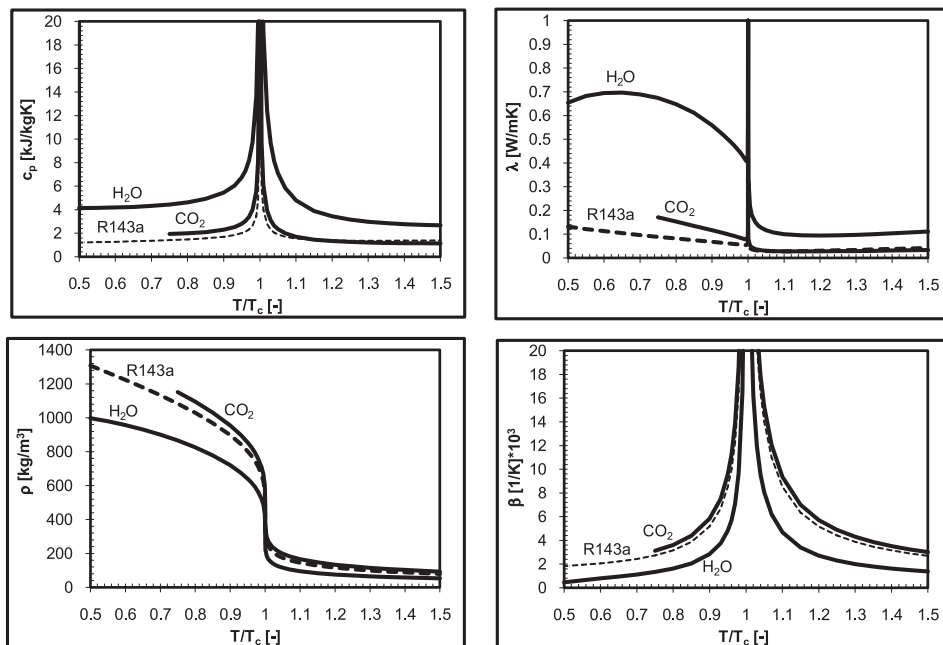 c_p [kJ/kgK]
20
18
16
14
12
10
8
6
4
2
0
H₂O
CO₂
R143a
0.5 0.6 0.7 0.8 0.9 1 1.1 1.2 1.3 1.4 1.5
T/T_c [-]
λ [W/mK]
1
0.9
0.8
0.7
0.6
0.5
0.4
0.3
0.2
0.1
0
H₂O
CO₂
R143a
0.5 0.6 0.7 0.8 0.9 1 1.1 1.2 1.3 1.4 1.5
T/T_c [-]
ρ [kg/m³]
1400
1200
1000
800
600
400
200
0
R143a
CO₂
H₂O
0.5 0.6 0.7 0.8 0.9 1 1.1 1.2 1.3 1.4 1.5
T/T_c [-]
β [1/K]*10³
20
18
16
14
12
10
8
6
4
2
0
CO₂
R143a
H₂O
0.5 0.6 0.7 0.8 0.9 1 1.1 1.2 1.3 1.4 1.5
T/T_c [-]